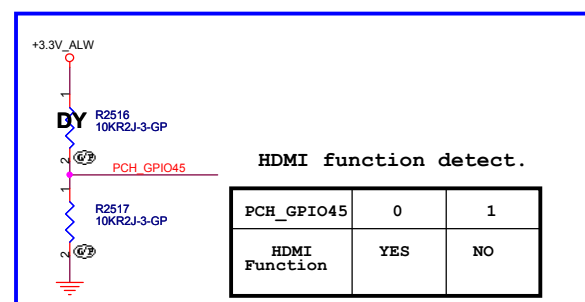 +3.3V_ALW
1
DY
R2516
10KR2J-3-GP
2
G/P
PCH_GPIO45
1
R2517
10KR2J-3-GP
2
G/P
HDMI function detect.
PCH_GPIO45 0 1
HDMI Function YES NO